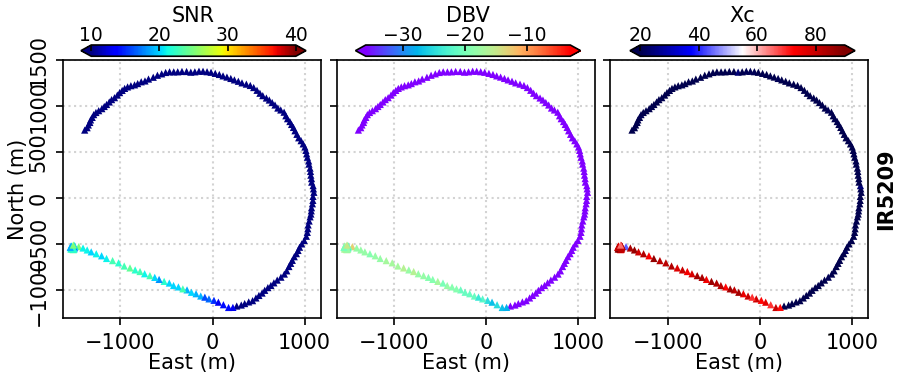 SNR DBV Xc
10 20 30 40 −30 −20 −10 20 40 60 80
1500
1000
500
0
−500
−1000
North (m)
IR5209
−1000 0 1000 −1000 0 1000 −1000 0 1000
East (m) East (m) East (m)